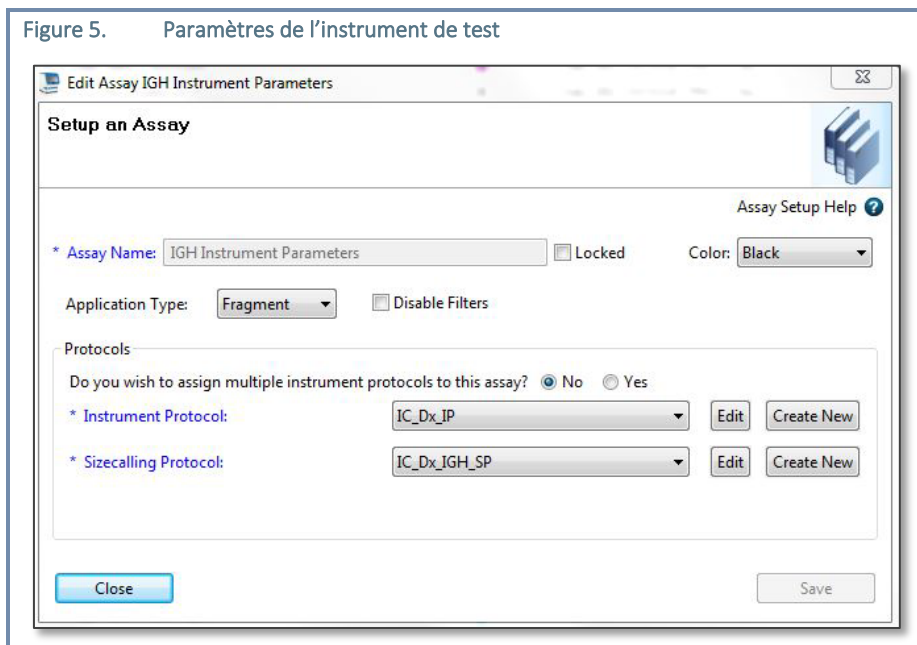 Figure 5. Paramètres de l’instrument de test
Edit Assay IGH Instrument Parameters
Setup an Assay
Assay Setup Help ?
* Assay Name: IGH Instrument Parameters Locked Color: Black
Application Type: Fragment Disable Filters
Protocols
Do you wish to assign multiple instrument protocols to this assay? No Yes
* Instrument Protocol: IC_Dx_IP Edit Create New
* Sizecalling Protocol: IC_Dx_IGH_SP Edit Create New
Close Save